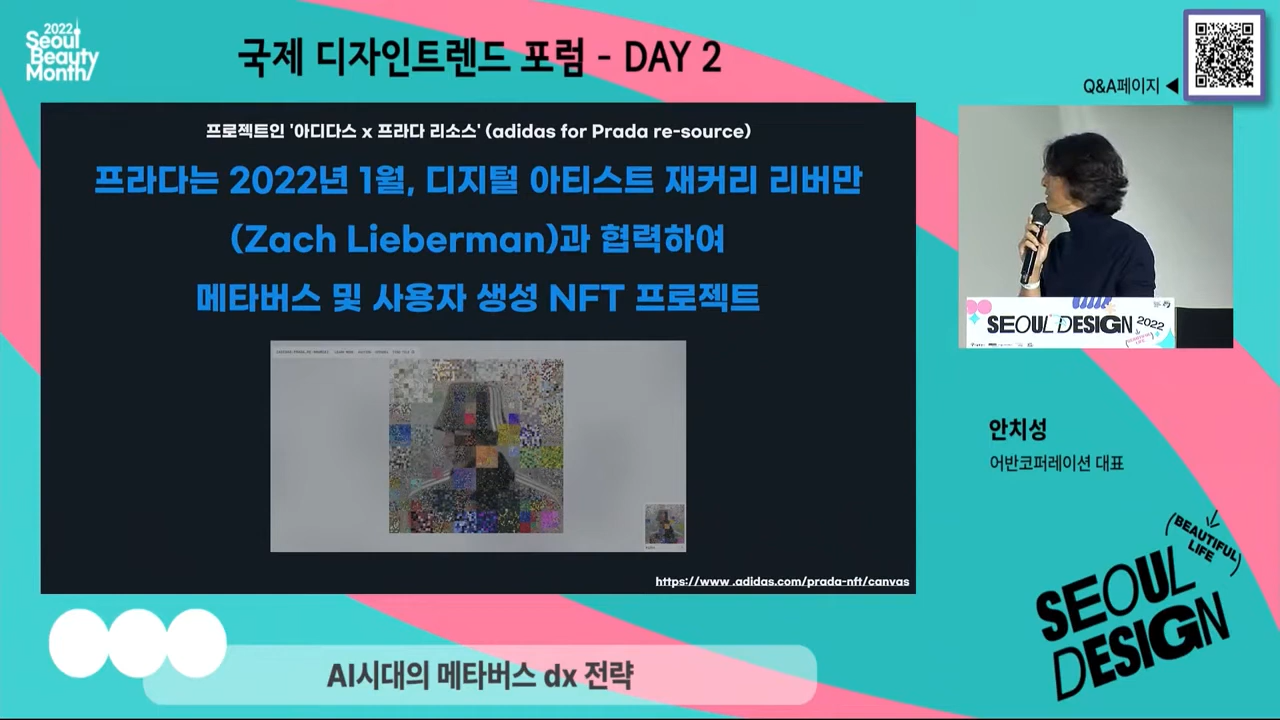 2022
Seoul
Beauty
Month/
국제 디자인트렌드 포럼 - DAY 2
Q&A페이지 ◀
프로젝트인 '아디다스 x 프라다 리소스' (adidas for Prada re-source)
프라다는 2022년 1월, 디지털 아티스트 재커리 리버만
(Zach Lieberman)과 협력하여
메타버스 및 사용자 생성 NFT 프로젝트
https://www.adidas.com/prada-nft/canvas
SEOUL DESIGN 2022
안치성
어반코퍼레이션 대표
(BEAUTIFUL
LIFE)
SEOUL
DESIGN
AI시대의 메타버스 dx 전략